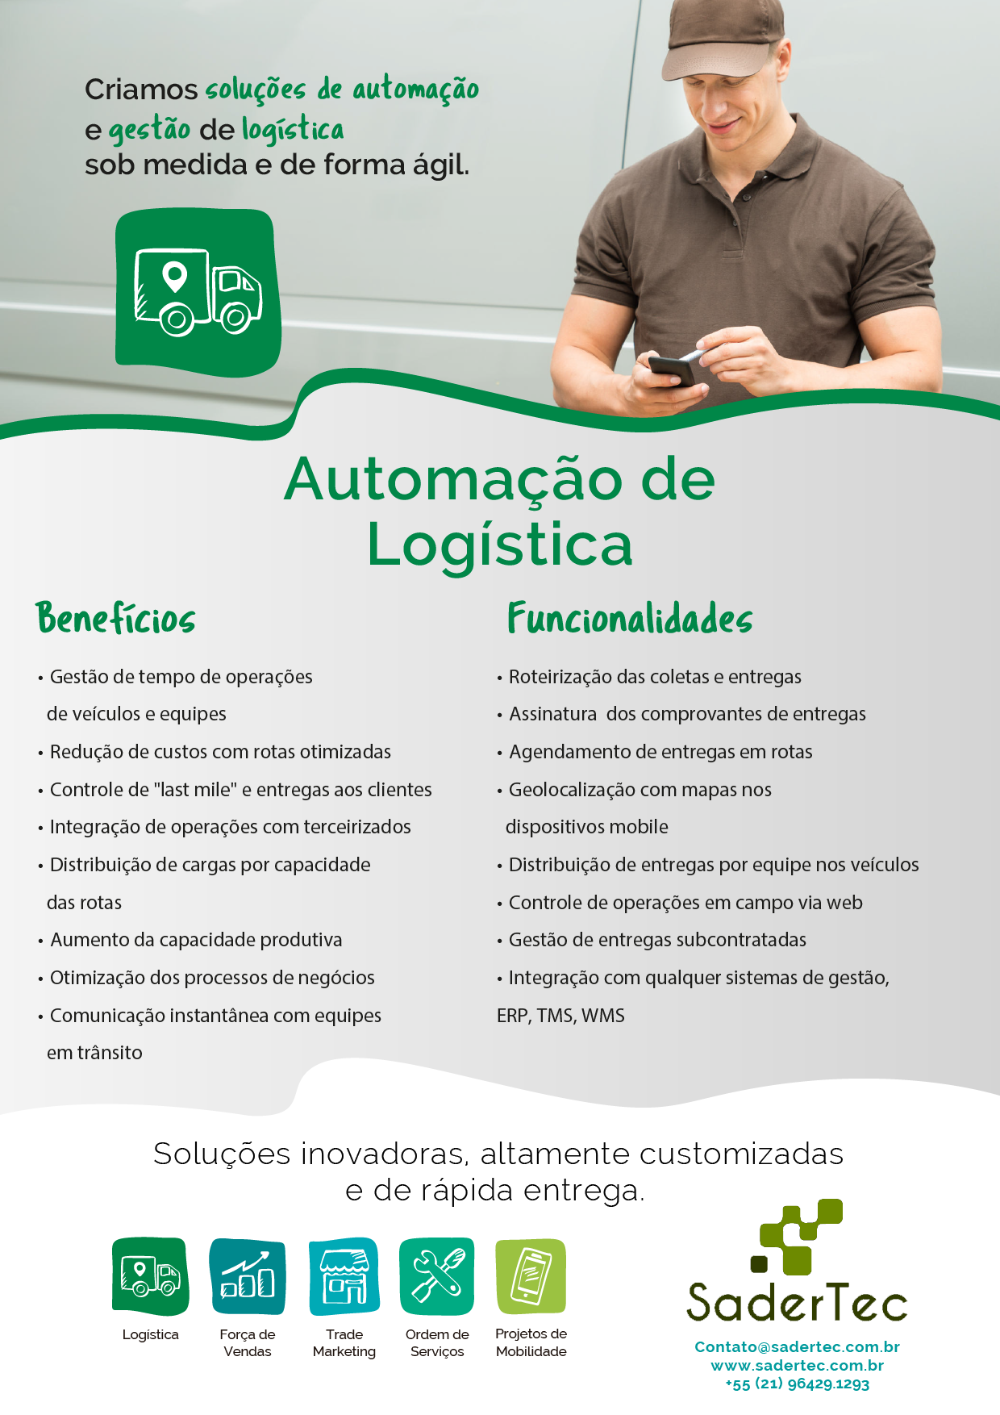 Criamos soluções de automação
e gestão de logística
sob medida e de forma ágil.
Automação de
Logística
Benefícios
• Gestão de tempo de operações
de veículos e equipes
• Redução de custos com rotas otimizadas
• Controle de "last mile" e entregas aos clientes
• Integração de operações com terceirizados
• Distribuição de cargas por capacidade
das rotas
• Aumento da capacidade produtiva
• Otimização dos processos de negócios
• Comunicação instantânea com equipes
em trânsito
Funcionalidades
• Roteirização das coletas e entregas
• Assinatura  dos comprovantes de entregas
• Agendamento de entregas em rotas
• Geolocalização com mapas nos
dispositivos mobile
• Distribuição de entregas por equipe nos veículos
• Controle de operações em campo via web
• Gestão de entregas subcontratadas
• Integração com qualquer sistemas de gestão,
ERP, TMS, WMS
Soluções inovadoras, altamente customizadas
e de rápida entrega.
Logística
Força de
Vendas
Trade
Marketing
Ordem de
Serviços
Projetos de
Mobilidade
SaderTec
Contato@sadertec.com.br
www.sadertec.com.br
+55 (21) 96429.1293